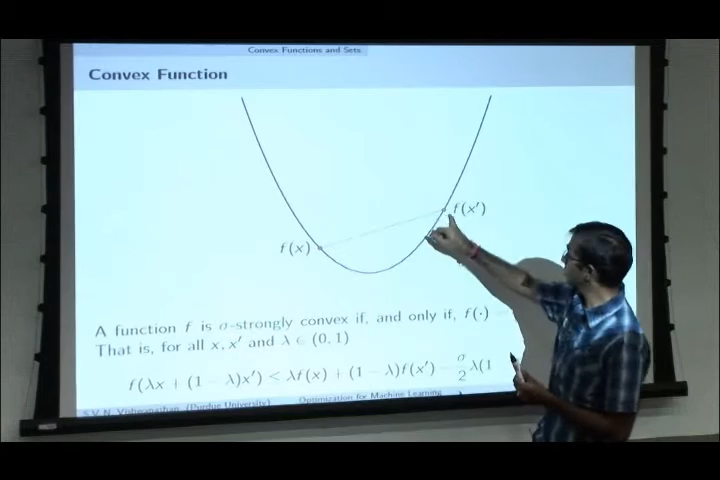 Convex Functions and Sets
Convex Function
f(x′)
f(x)
A function f is σ-strongly convex if, and only if, f(·) −
That is, for all x, x′ and λ ∈ (0, 1)
f(λx + (1 − λ)x′) < λf(x) + (1 − λ)f(x′) − σ/2 λ(1
S.V. N. Vishwanathan (Purdue University) Optimization for Machine Learning